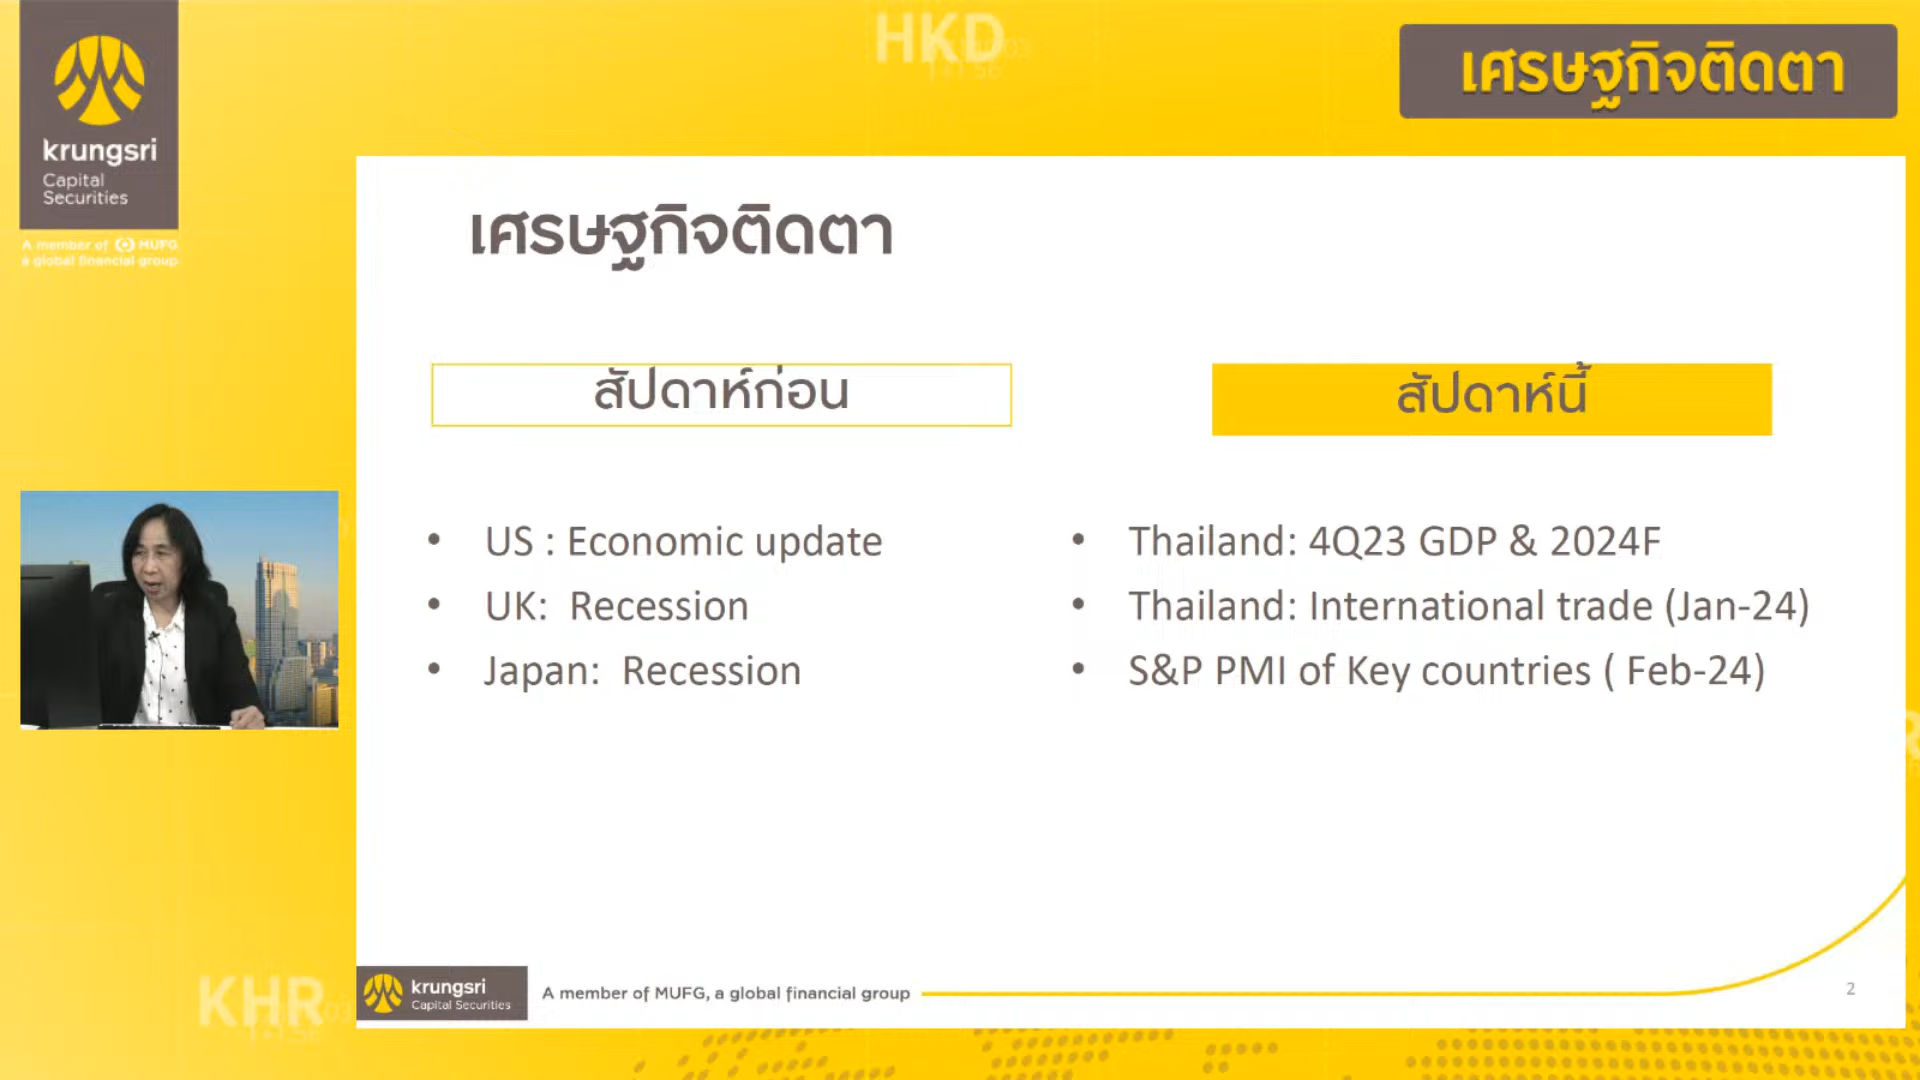 krungsri
Capital
Securities
A member of MUFG
a global financial group
HKD
เศรษฐกิจติดตา
เศรษฐกิจติดตา
สัปดาห์ก่อน
• US : Economic update
• UK: Recession
• Japan: Recession
สัปดาห์นี้
• Thailand: 4Q23 GDP & 2024F
• Thailand: International trade (Jan-24)
• S&P PMI of Key countries ( Feb-24)
KHR
krungsri
Capital Securities
A member of MUFG, a global financial group
2